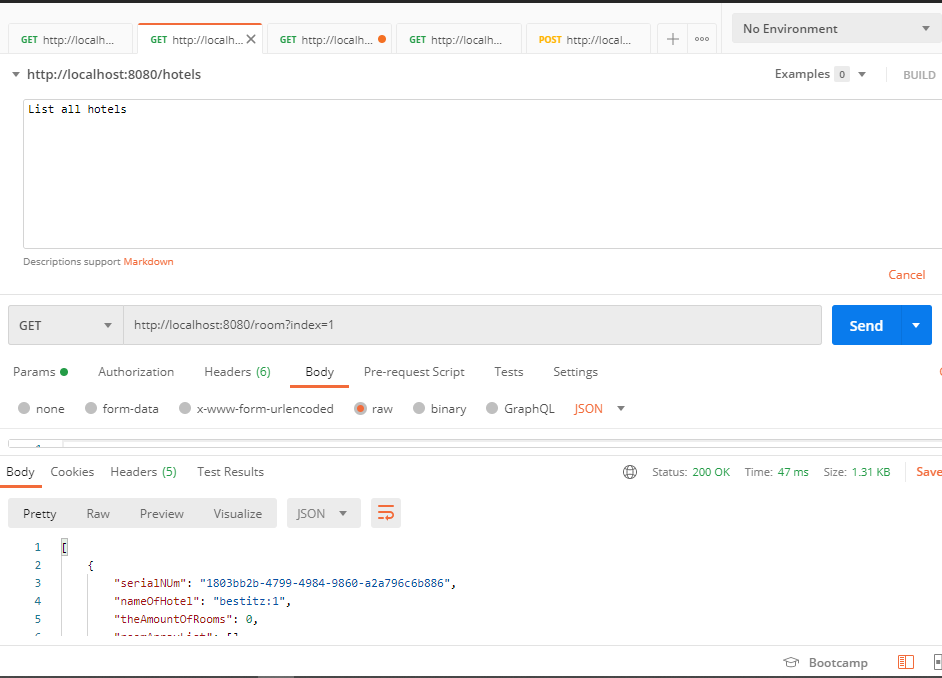 GET http://localh...
GET http://localh...
GET http://localh...
GET http://localh...
POST http://local...
No Environment
http://localhost:8080/hotels
Examples 0
BUILD
List all hotels
Descriptions support Markdown
Cancel
GET
http://localhost:8080/room?index=1
Send
Params
Authorization
Headers (6)
Body
Pre-request Script
Tests
Settings
none
form-data
x-www-form-urlencoded
raw
binary
GraphQL
JSON
Body
Cookies
Headers (5)
Test Results
Status: 200 OK
Time: 47 ms
Size: 1.31 KB
Save
Pretty
Raw
Preview
Visualize
JSON
1 [
2 {
3 "serialNUm": "1803bb2b-4799-4984-9860-a2a796c6b886",
4 "nameOfHotel": "bestitz:1",
5 "theAmountOfRooms": 0,
Bootcamp